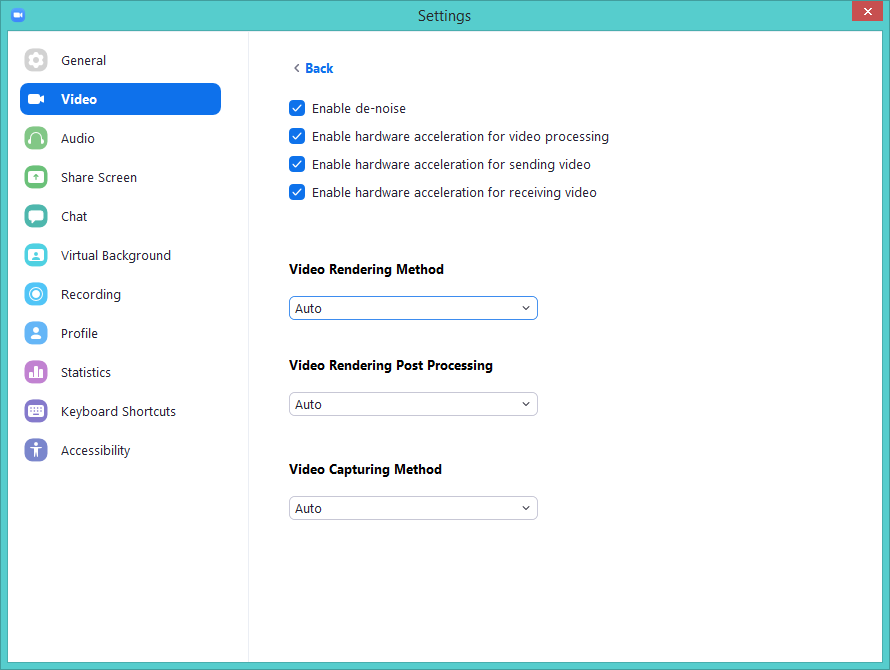 Settings
General
Video
Audio
Share Screen
Chat
Virtual Background
Recording
Profile
Statistics
Keyboard Shortcuts
Accessibility
Back
Enable de-noise
Enable hardware acceleration for video processing
Enable hardware acceleration for sending video
Enable hardware acceleration for receiving video
Video Rendering Method
Auto
Video Rendering Post Processing
Auto
Video Capturing Method
Auto